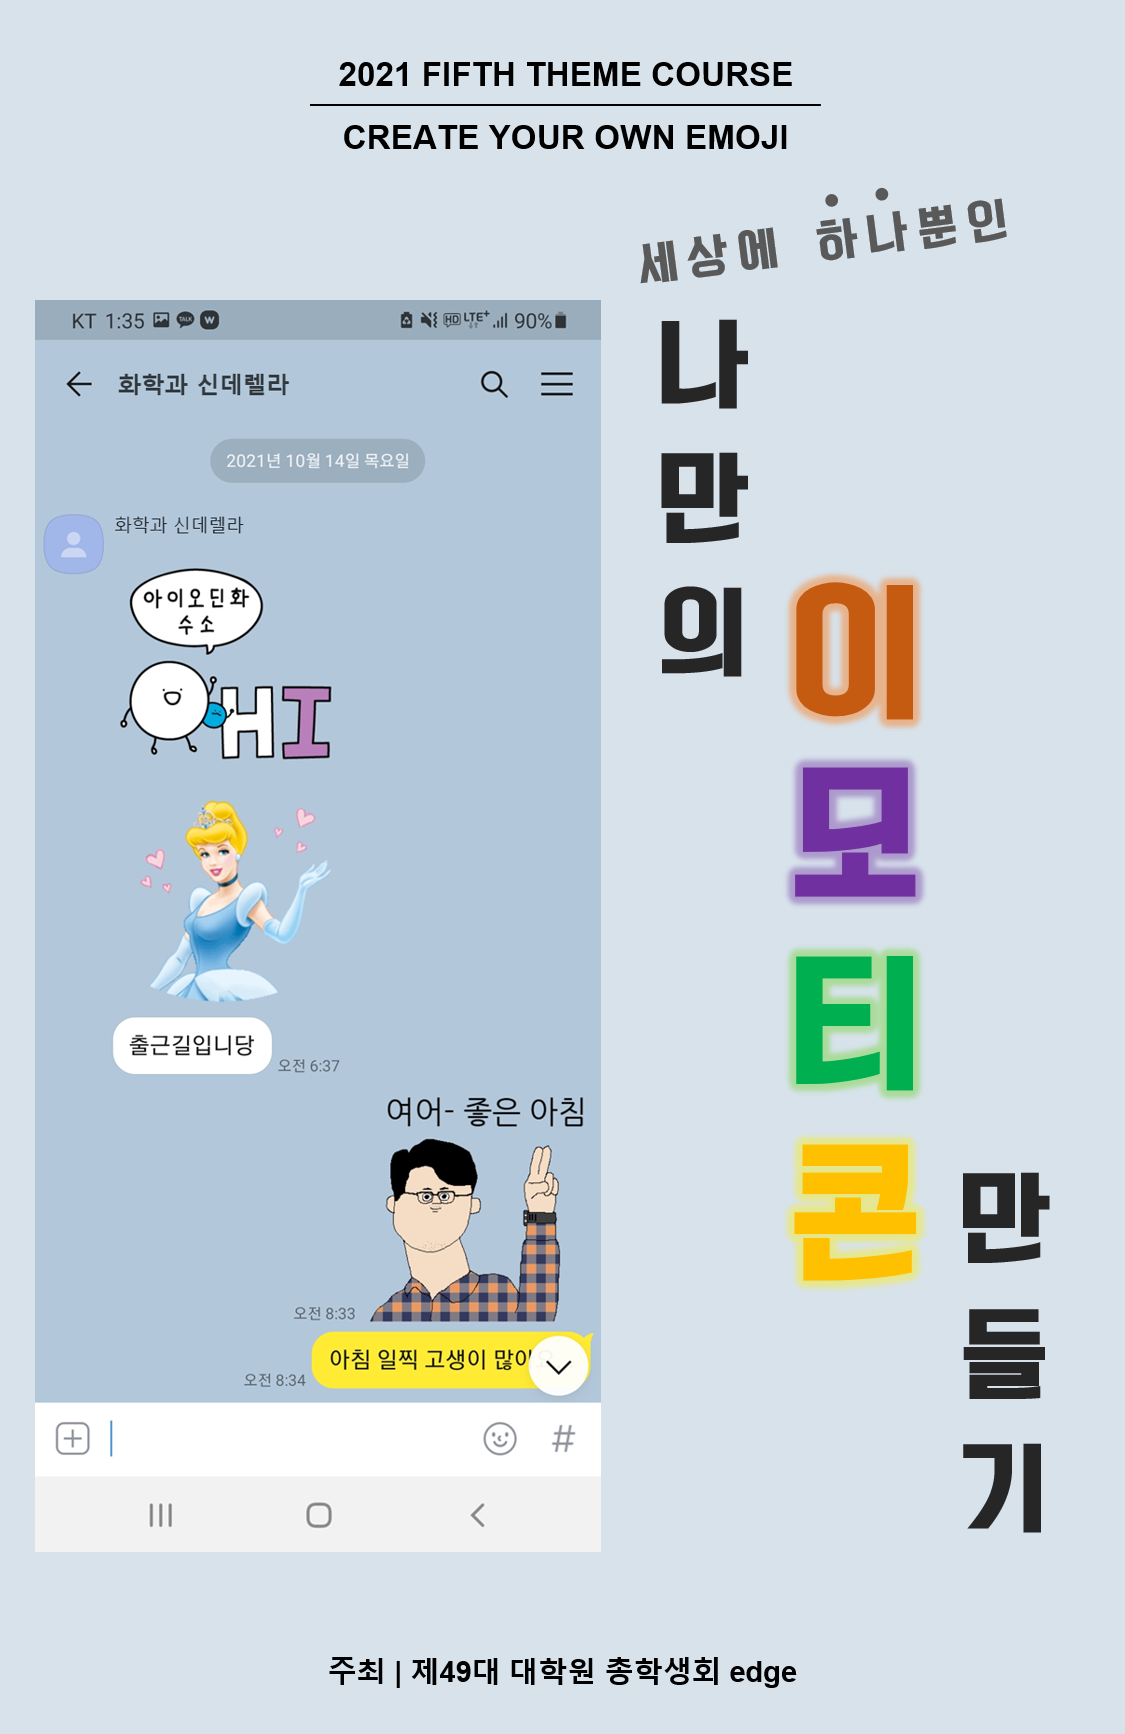 2021 FIFTH THEME COURSE
CREATE YOUR OWN EMOJI
세상에 하나뿐인
나만의
이모티콘
만들기
KT 1:35 TALK W HD LTE+ 90%
화학과 신데렐라
2021년 10월 14일 목요일
화학과 신데렐라
아이오딘화
수소
HI
출근길입니당
오전 6:37
여어- 좋은 아침
오전 8:33
아침 일찍 고생이 많아
오전 8:34
#
주최 | 제49대 대학원 총학생회 edge